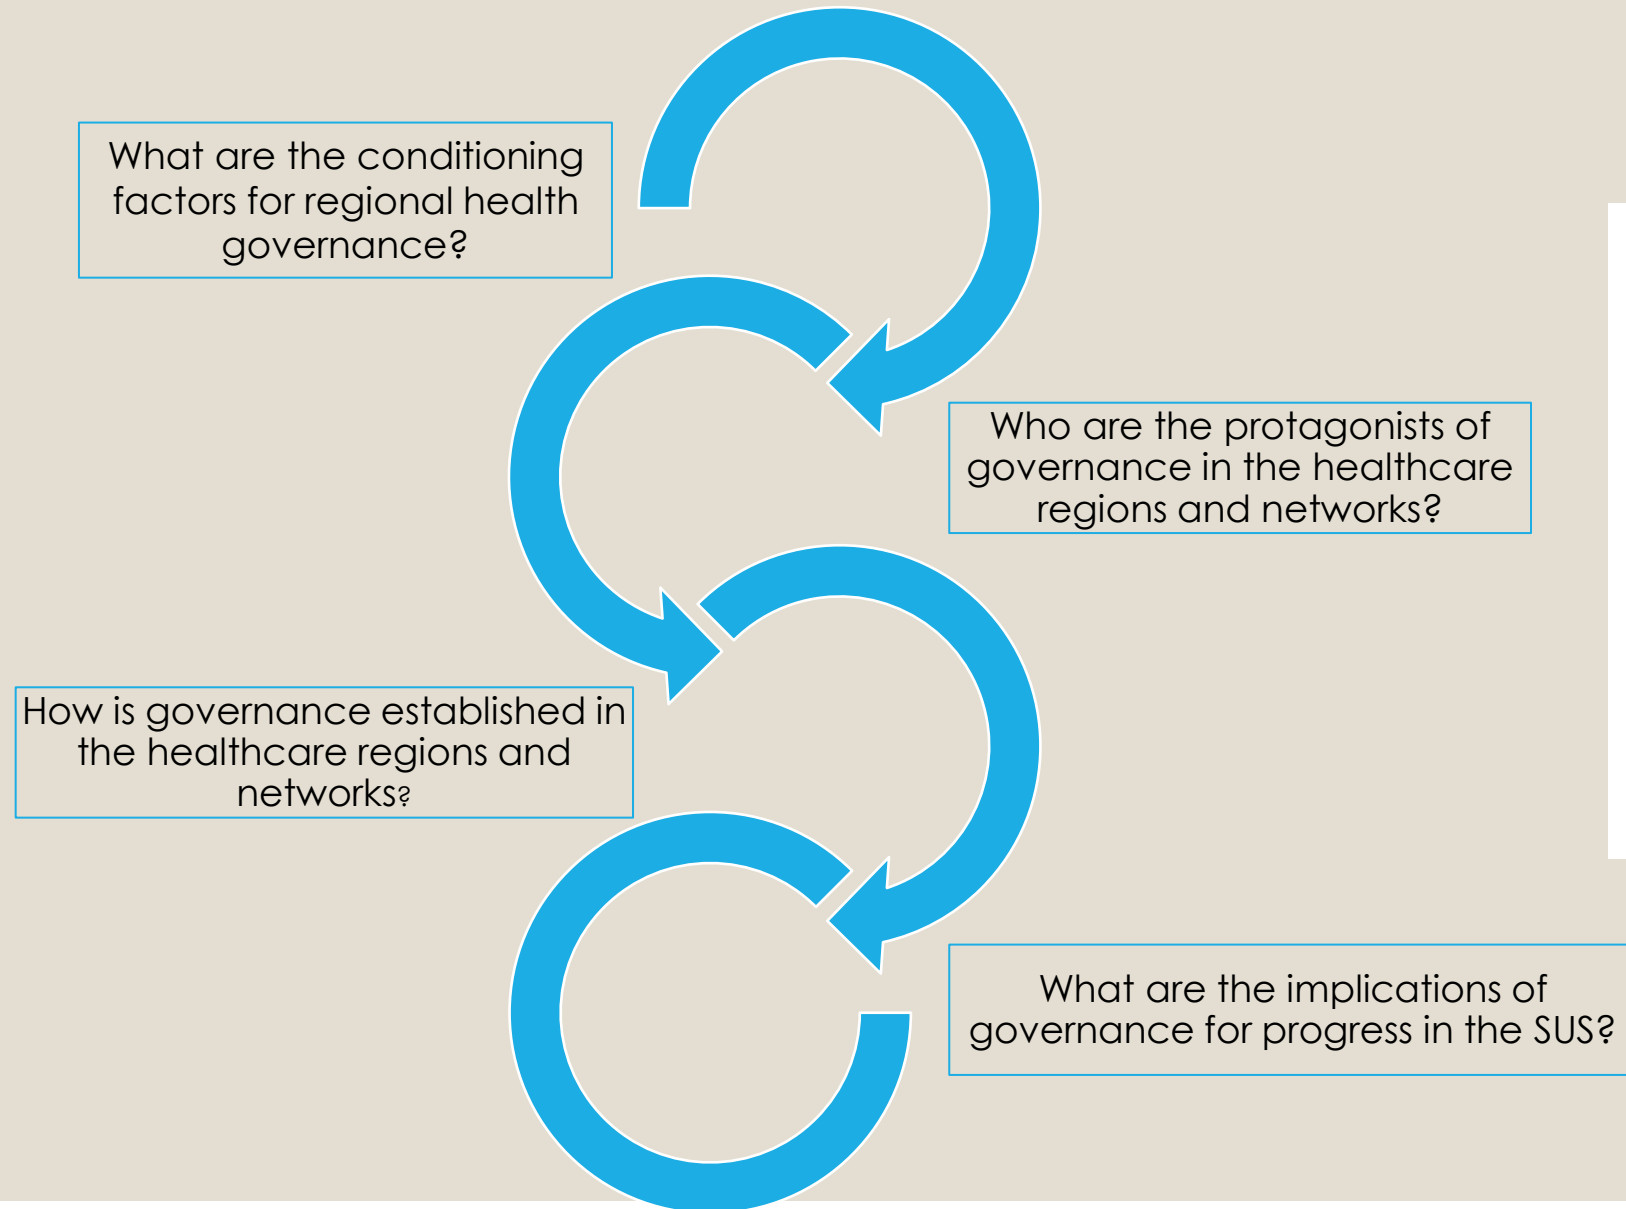 What are the conditioning
factors for regional health
governance?
Who are the protagonists of
governance in the healthcare
regions and networks?
How is governance established in
the healthcare regions and
networks?
What are the implications of
governance for progress in the SUS?